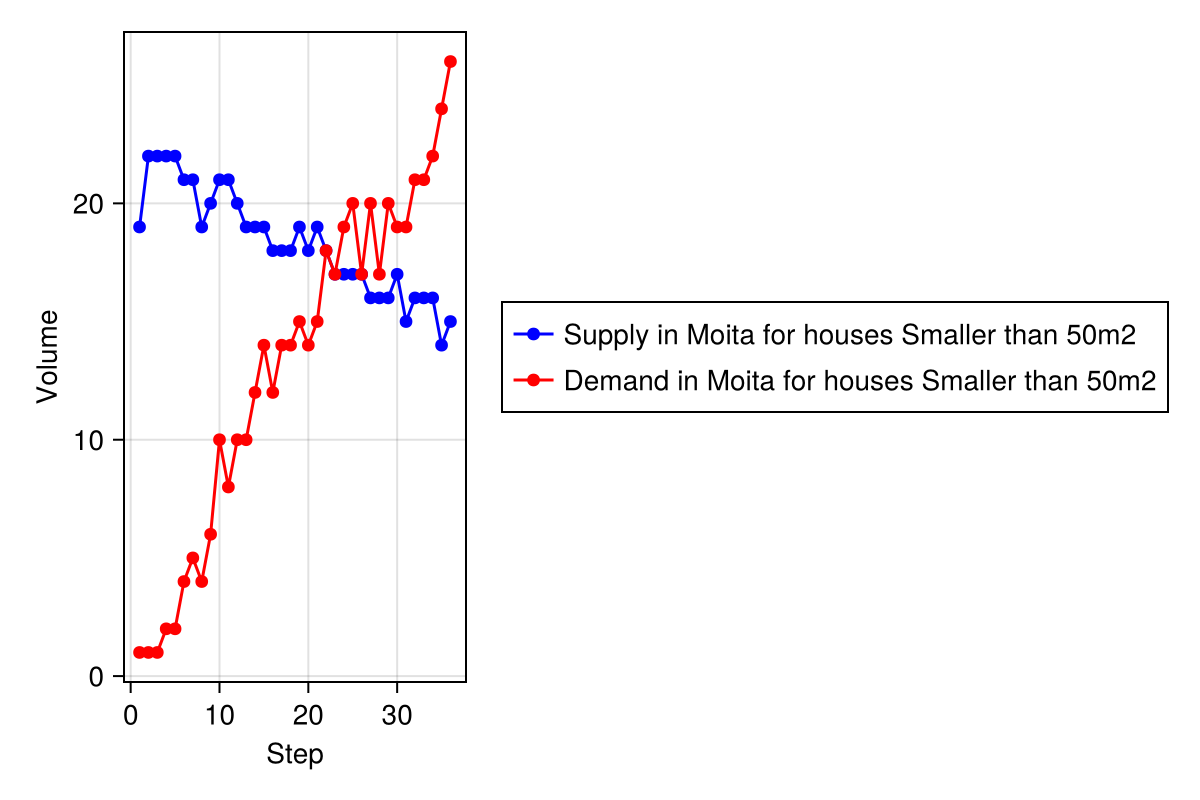 20
10
0
Volume
0 10 20 30
Step
Supply in Moita for houses Smaller than 50m2
Demand in Moita for houses Smaller than 50m2